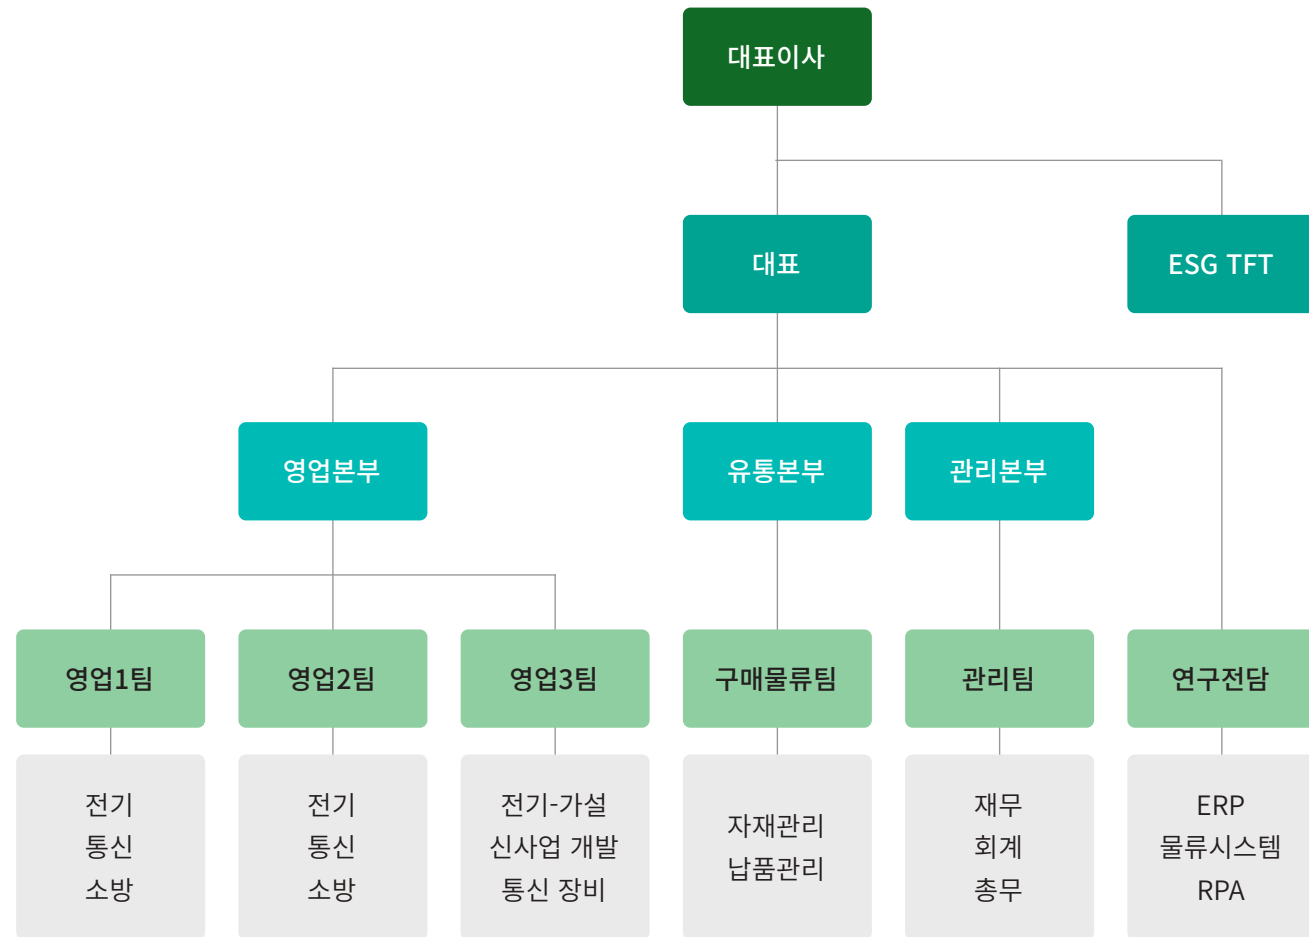 대표이사
대표
ESG TFT
영업본부
유통본부
관리본부
영업1팀
영업2팀
영업3팀
구매물류팀
관리팀
연구전담
전기
통신
소방
전기
통신
소방
전기-가설
신사업 개발
통신 장비
자재관리
납품관리
재무
회계
총무
ERP
물류시스템
RPA